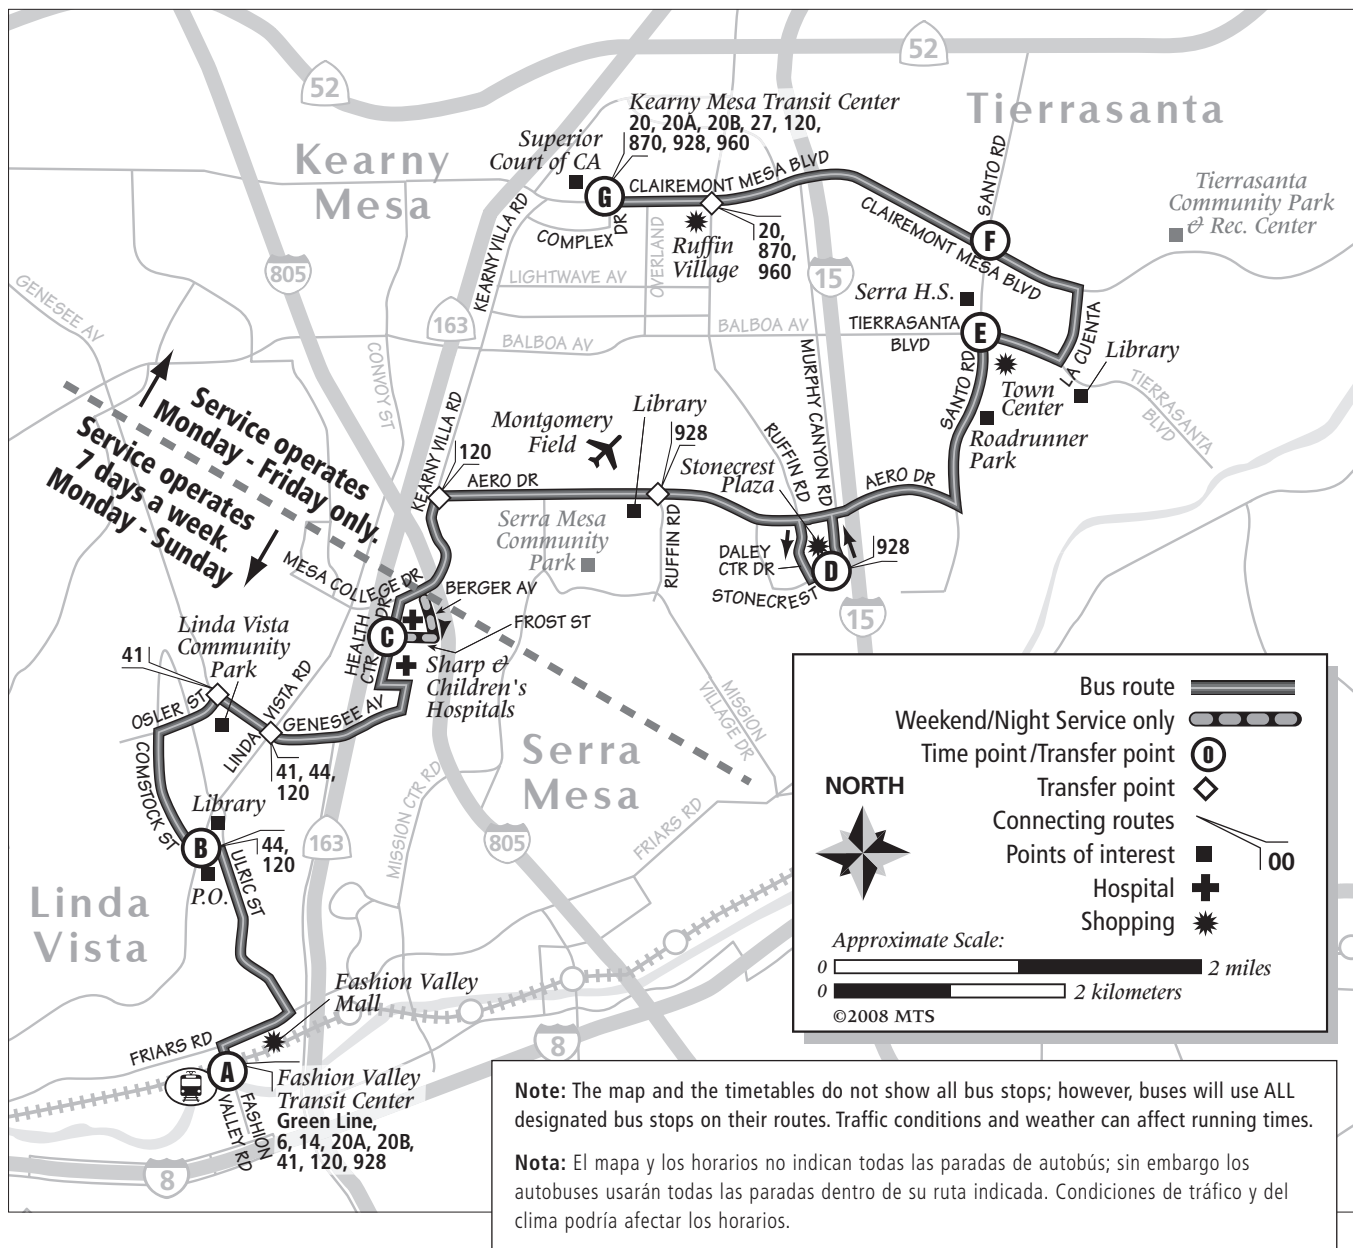 52
52
Kearny Mesa Transit Center
20, 20A, 20B, 27, 120,
870, 928, 960
Tierrasanta
Superior
Court of CA
Kearny
Mesa
G
CLAIREMONT MESA BLVD
SANTO RD
Tierrasanta
Community Park
& Rec. Center
KEARNY VILLA RD
COMPLEX
DR
OVERLAND
Ruffin
Village
20,
870,
960
CLAIREMONT MESA BLVD
F
805
LIGHTWAVE AV
15
GENESEE AV
163
Serra H.S.
BALBOA AV
BALBOA AV
TIERRASANTA
BLVD
E
LA CUENTA
Library
CONVOY ST
MURPHY CANYON RD
SANTO RD
Town
Center
TIERRASANTA
BLVD
Service operates
Monday - Friday only.
Service operates
7 days a week.
Monday - Sunday
KEARNY VILLA RD
Montgomery
Field
Library
928
120
RUFFIN RD
Stonecrest
Plaza
Roadrunner
Park
AERO DR
AERO DR
Serra Mesa
Community
Park
RUFFIN RD
DALEY
CTR DR
D
928
STONECREST
MESA COLLEGE DR
BERGER AV
FROST ST
15
C
HEALTH
CTR
DR
Sharp &
Children's
Hospitals
Linda Vista
Community
Park
41
OSLER ST
LINDA
VISTA RD
GENESEE AV
MISSION
VILLAGE DR
41, 44,
120
Serra
Mesa
COMSTOCK ST
Library
MISSION CTR RD
FRIARS RD
B
44,
120
163
805
P.O.
ULRIC ST
Linda
Vista
Fashion Valley
Mall
FRIARS RD
A
8
Fashion Valley
Transit Center
Green Line,
6, 14, 20A, 20B,
41, 120, 928
FASHION
VALLEY RD
8
Bus route
Weekend/Night Service only
Time point/Transfer point
0
NORTH
Transfer point
Connecting routes
00
Points of interest
Hospital
Shopping
Approximate Scale:
0 2 miles
0 2 kilometers
©2008 MTS
Note: The map and the timetables do not show all bus stops; however, buses will use ALL
designated bus stops on their routes. Traffic conditions and weather can affect running times.
Nota: El mapa y los horarios no indican todas las paradas de autobús; sin embargo los
autobuses usarán todas las paradas dentro de su ruta indicada. Condiciones de tráfico y del
clima podría afectar los horarios.